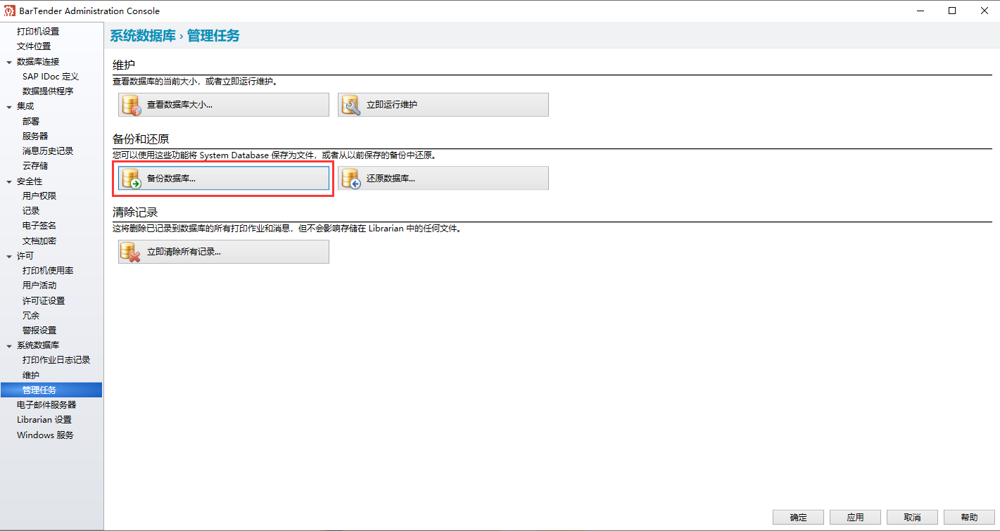 BarTender Administration Console
打印机设置
文件位置
数据库连接
SAP IDoc 定义
数据提供程序
集成
部署
服务器
消息历史记录
云存储
安全性
用户权限
记录
电子签名
文档加密
许可
打印机使用率
用户活动
许可证设置
冗余
警报设置
系统数据库
打印作业日志记录
维护
管理任务
电子邮件服务器
Librarian 设置
Windows 服务
系统数据库 › 管理任务
维护
查看数据库的当前大小，或者立即运行维护。
查看数据库大小... 立即运行维护
备份和还原
您可以使用这些功能将 System Database 保存为文件，或者从以前保存的备份中还原。
备份数据库... 还原数据库...
清除记录
这将删除已记录到数据库的所有打印作业和消息，但不会影响存储在 Librarian 中的任何文件。
立即清除所有记录...
确定 应用 取消 帮助